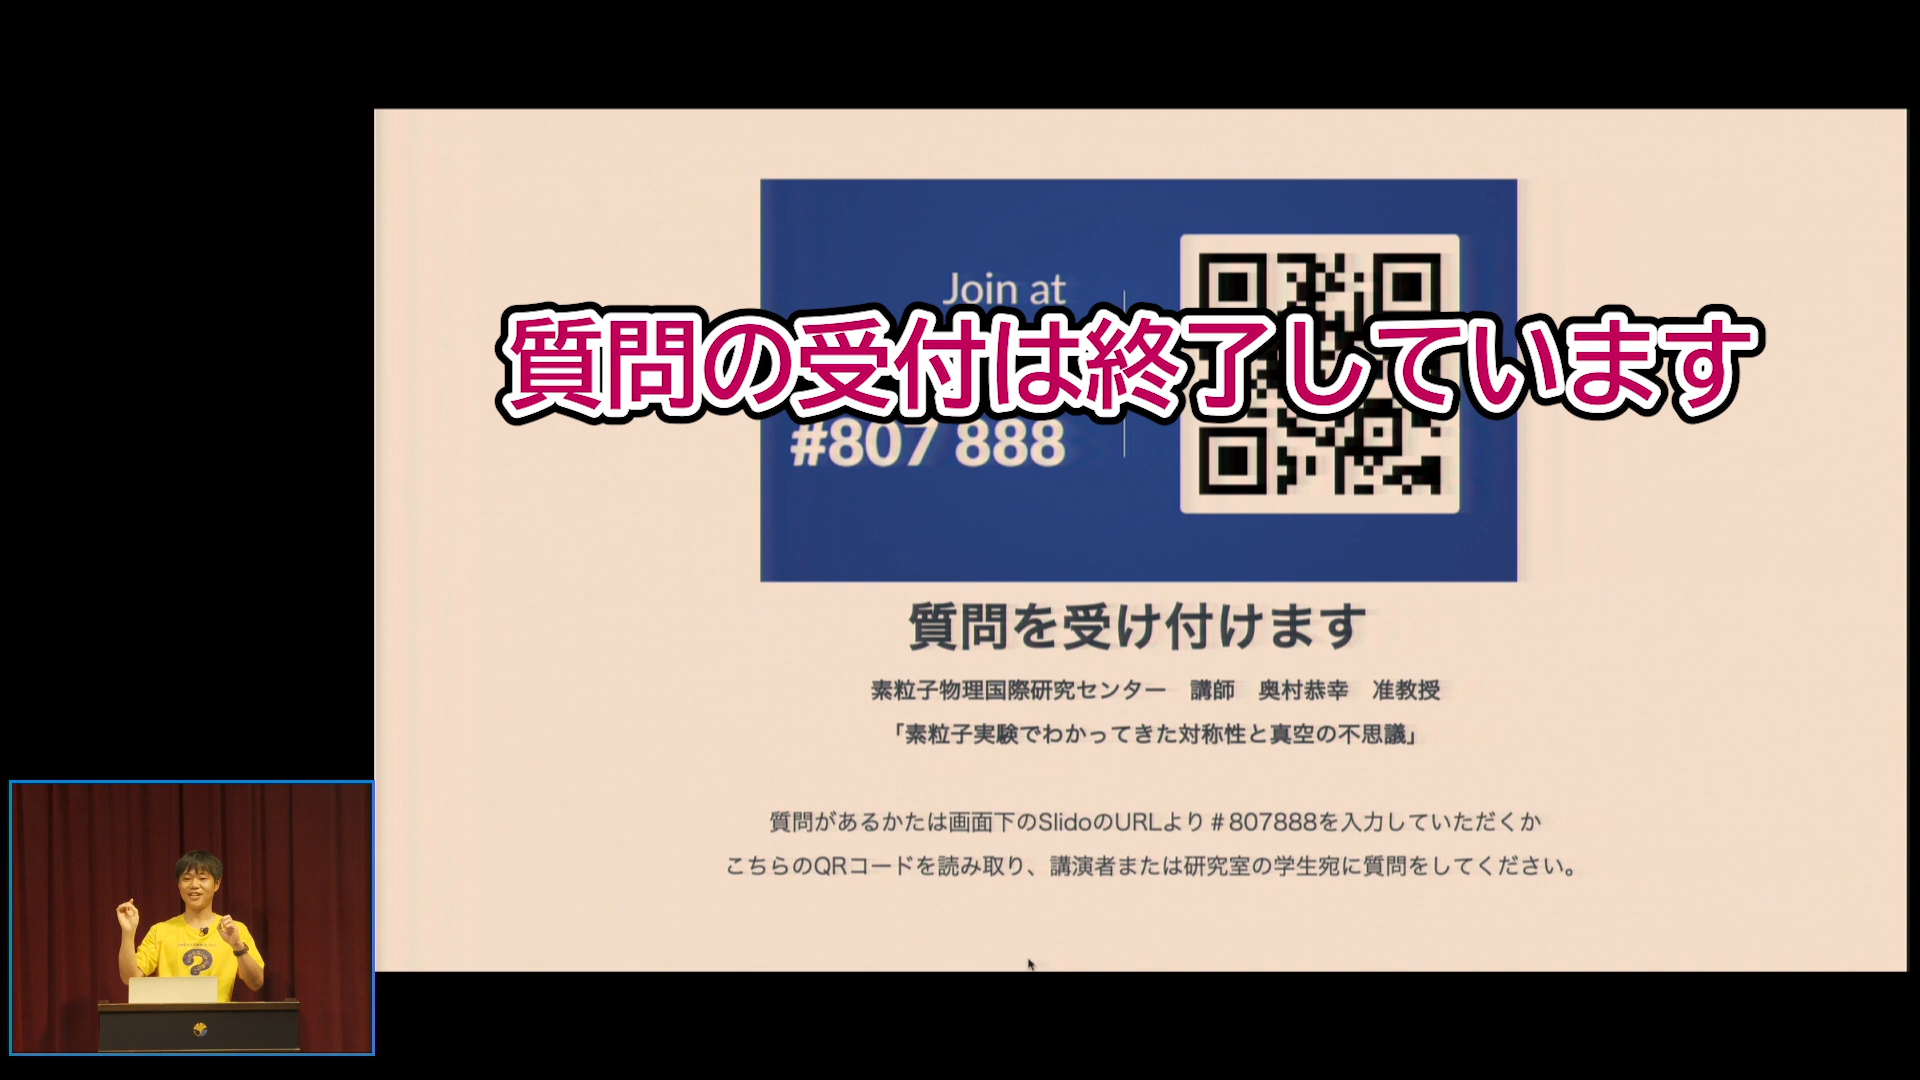 Join at
質問の受付は終了しています
#807 888
質問を受け付けます
素粒子物理国際研究センター　講師　奥村恭幸　准教授
「素粒子実験でわかってきた対称性と真空の不思議」
質問があるかたは画面下のSlidoのURLより＃807888を入力していただくか
こちらのQRコードを読み取り、講演者または研究室の学生宛に質問をしてください。
?